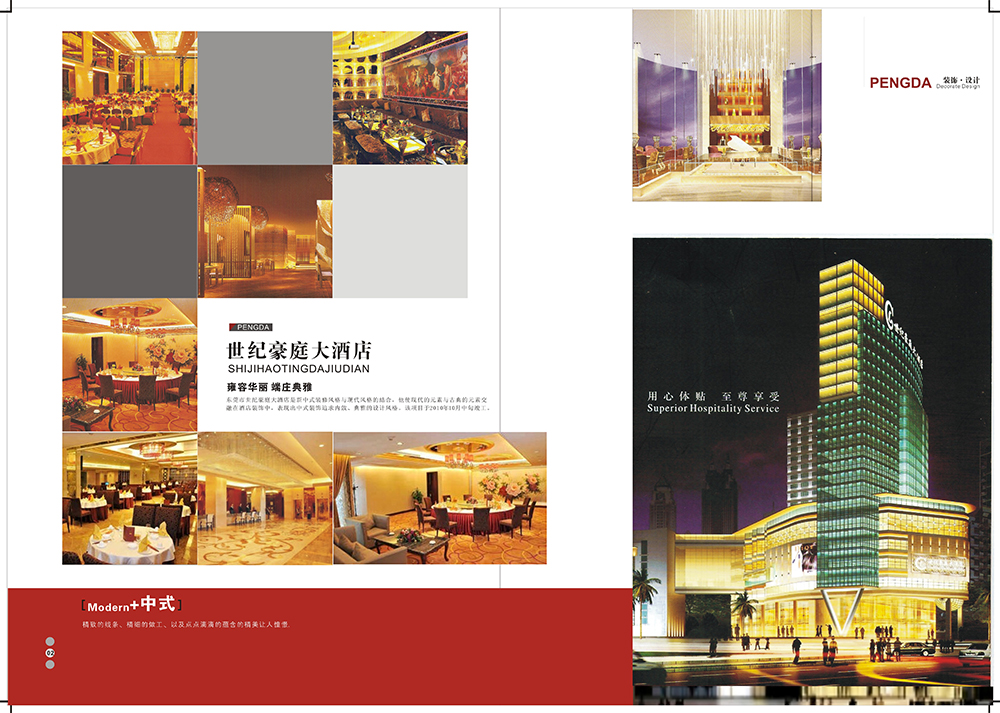 PENGDA 装饰·设计
Decorate Design
PENGDA
世纪豪庭大酒店
SHIJIHAOTINGDAJIUDIAN
雍容华丽 端庄典雅
东莞市世纪豪庭大酒店是新中式装修风格与现代风格的结合，他使现代的元素与古典的元素交
融在酒店装饰中，表现出中式装饰追求内敛、典雅的设计风格。该项目于2010年10月中旬竣工。
用心体贴 至尊享受
Superior Hospitality Service
[Modern+中式]
精致的线条、精细的做工、以及点点滴滴的蕴含的精美让人憧憬.
02